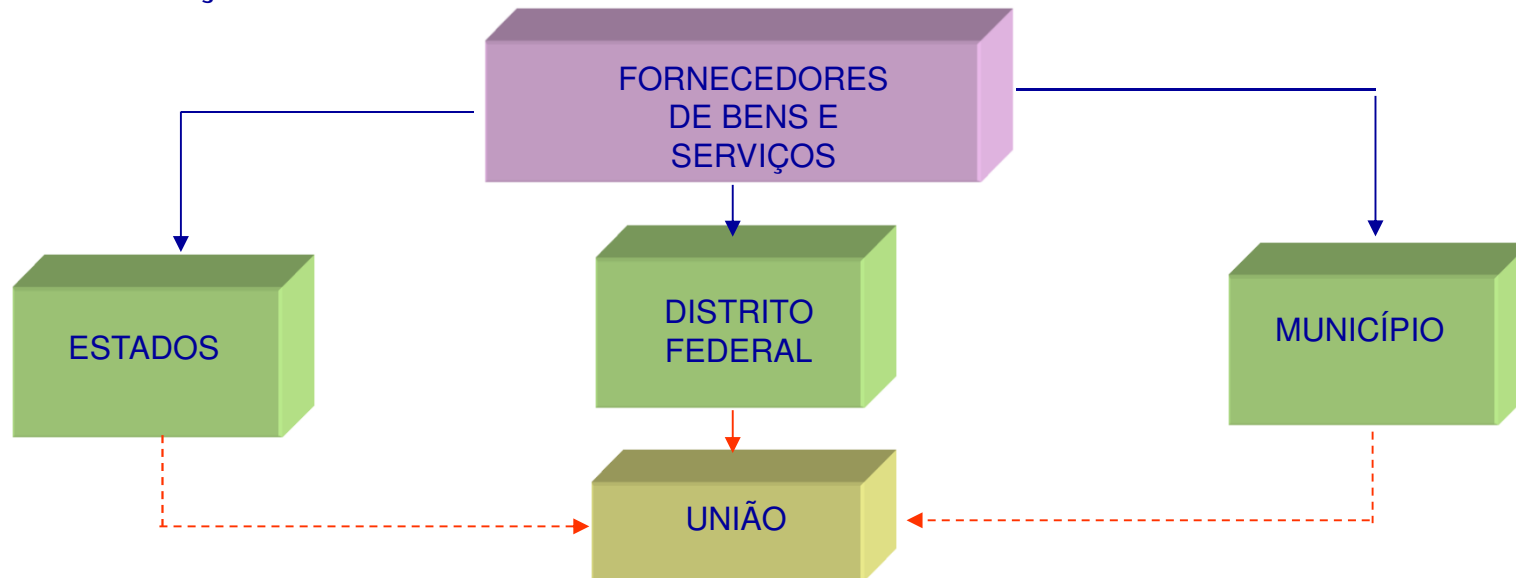 FORNECEDORES
DE BENS E
SERVIÇOS
ESTADOS
DISTRITO
FEDERAL
MUNICÍPIO
UNIÃO